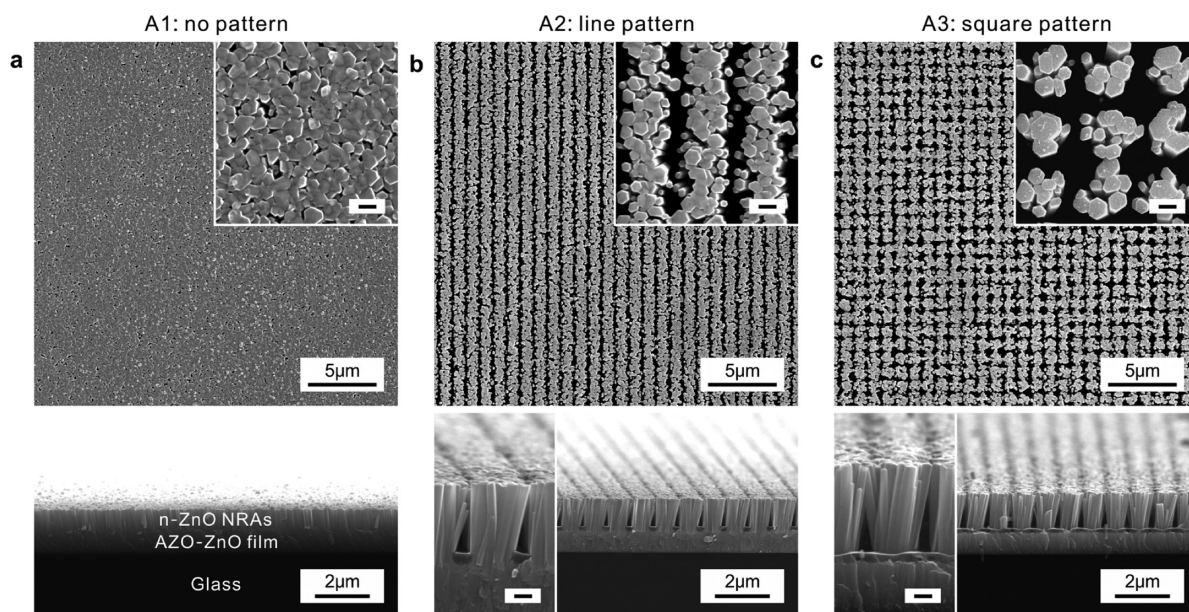 A1: no pattern
A2: line pattern
A3: square pattern
a
b
c
5μm
5μm
5μm
n-ZnO NRAs
AZO-ZnO film
Glass
2μm
2μm
2μm